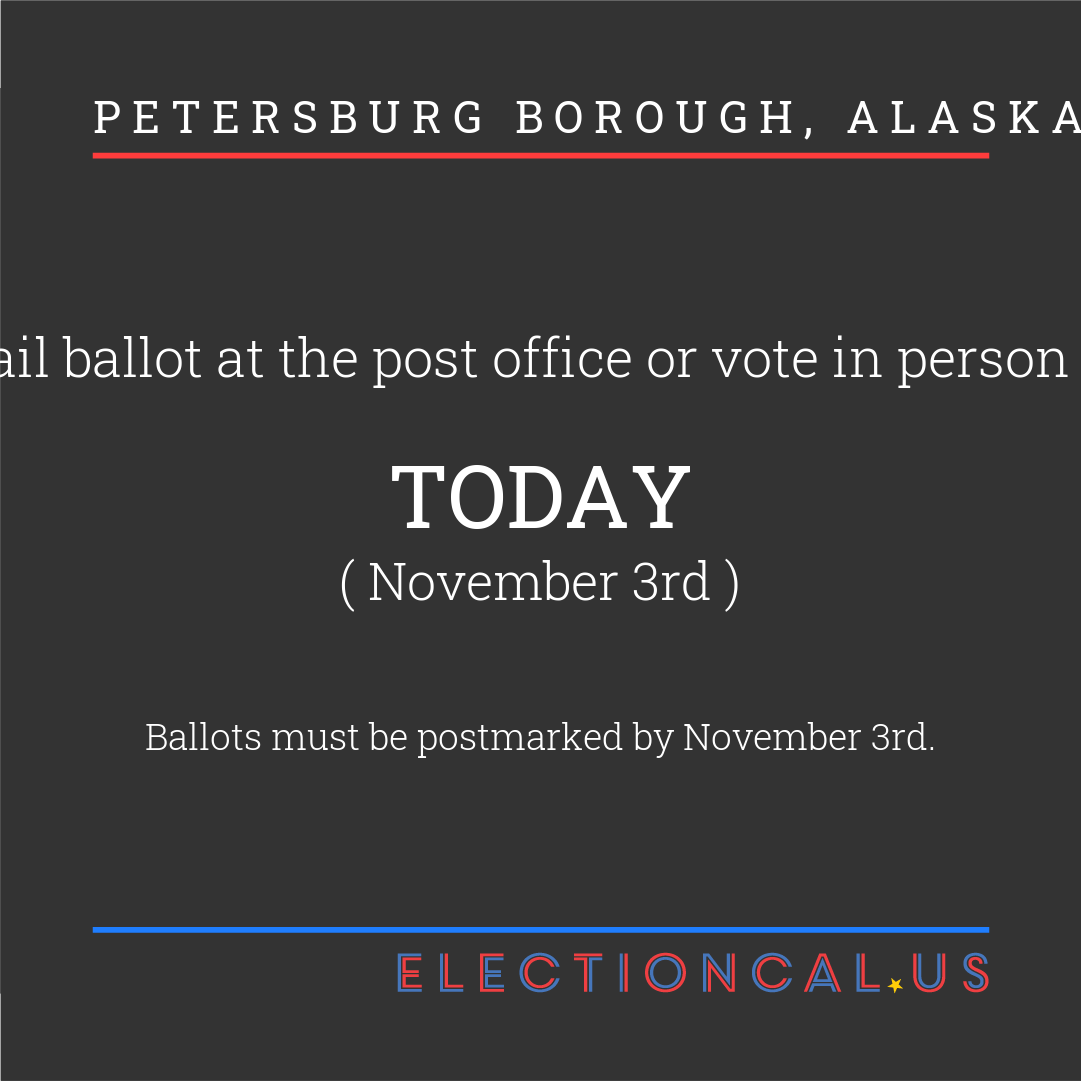 PETERSBURG BOROUGH, ALASKA
ail ballot at the post office or vote in person
TODAY
( November 3rd )
Ballots must be postmarked by November 3rd.
ELECTIONCAL.US